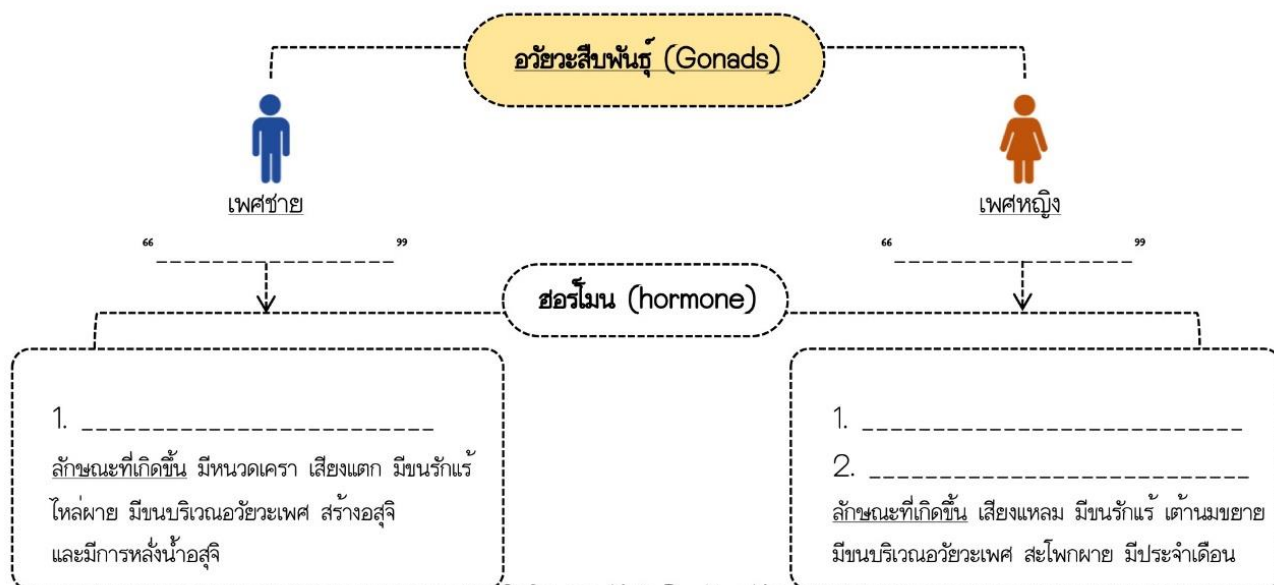 อวัยวะสืบพันธุ์ (Gonads)
เพศชาย
เพศหญิง
“_________________”
“_________________”
ฮอร์โมน (hormone)
1. _________________________
ลักษณะที่เกิดขึ้น มีหนวดเครา เสียงแตก มีขนรักแร้
ไหล่ผาย มีขนบริเวณอวัยวะเพศ สร้างอสุจิ
และมีการหลั่งน้ำอสุจิ
1. ___________________________
2. ___________________________
ลักษณะที่เกิดขึ้น เสียงแหลม มีขนรักแร้ เต้านมขยาย
มีขนบริเวณอวัยวะเพศ สะโพกผาย มีประจำเดือน